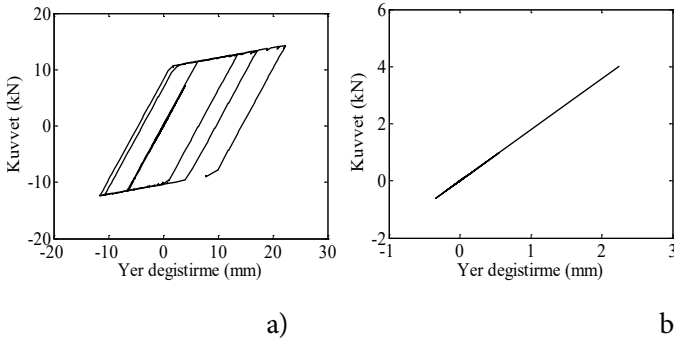 20
10
0
-10
-20
-20 -10 0 10 20 30
Kuvvet (kN)
Yer degistirme (mm)
6
4
2
0
-2
-1 0 1 2 3
Kuvvet (kN)
Yer degistirme (mm)
a)
b